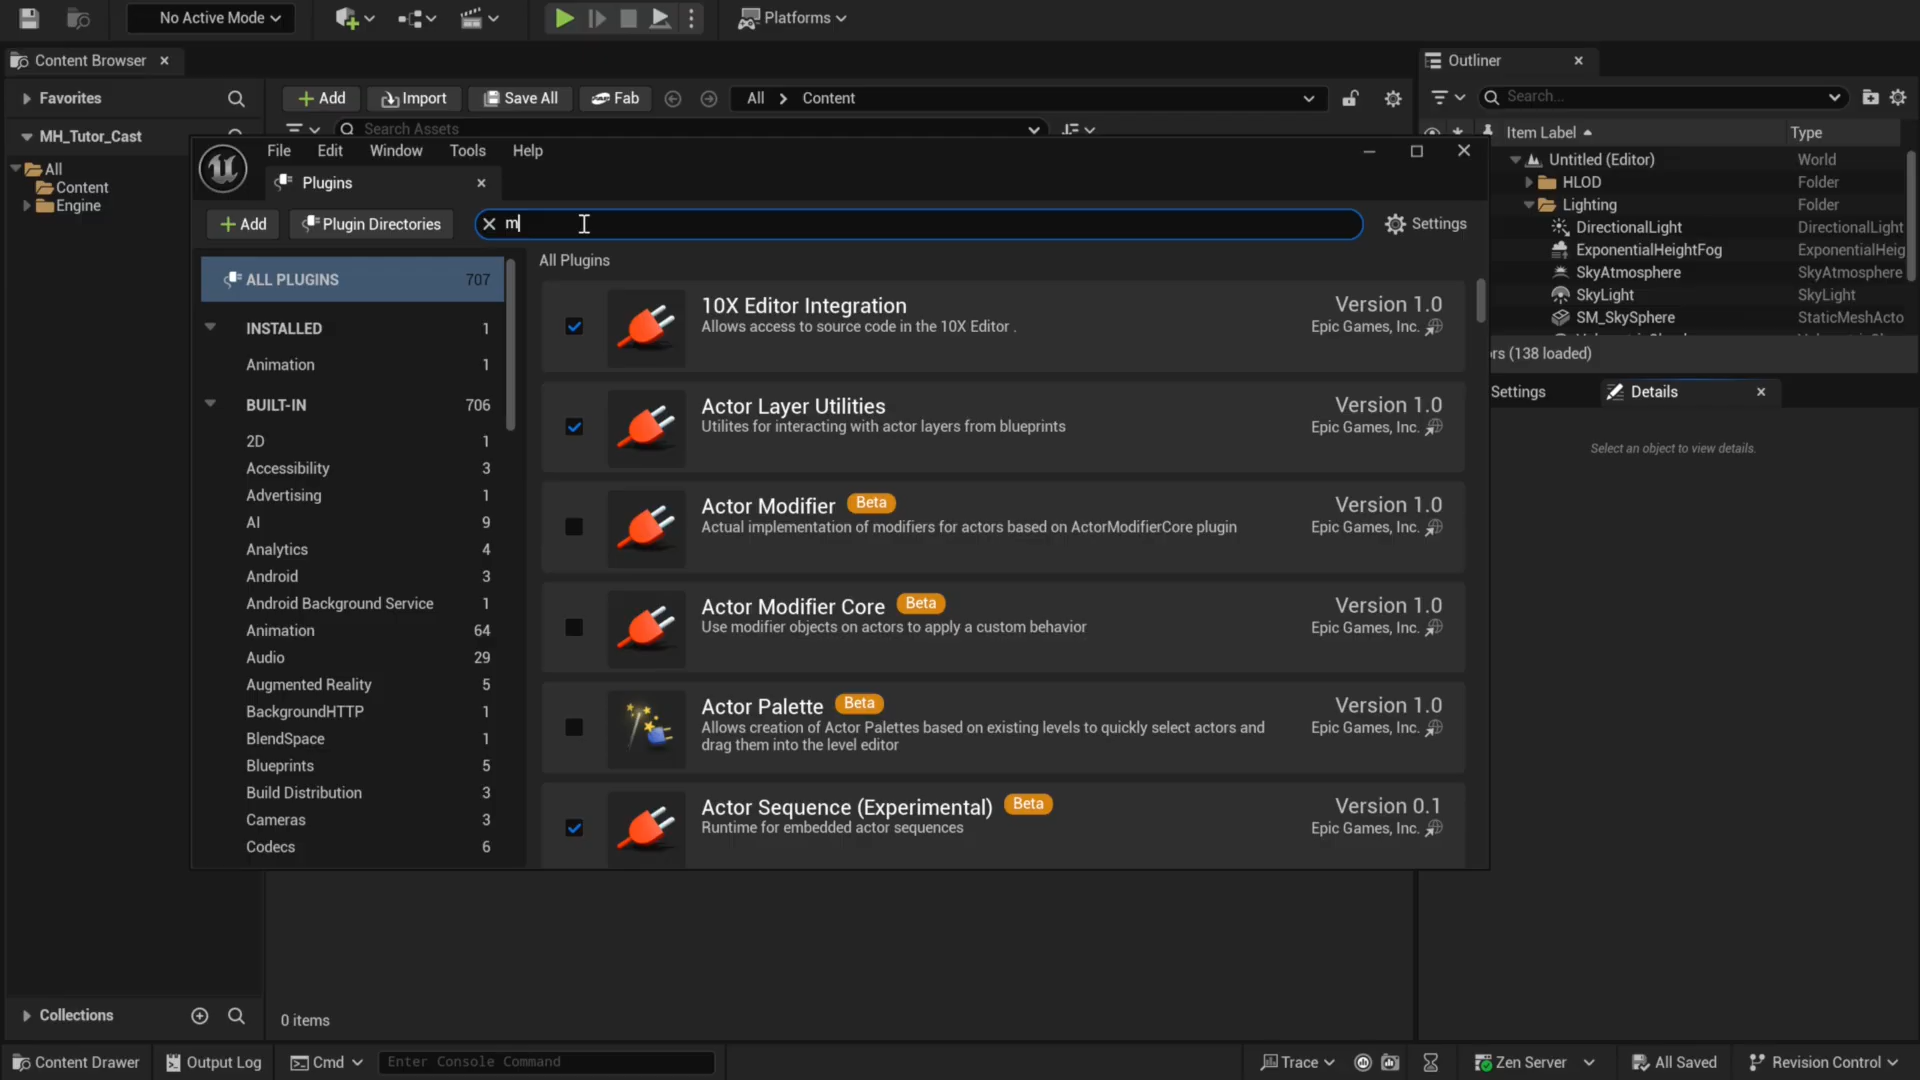 No Active Mode
Platforms
Content Browser
Outliner
Favorites
Add
Import
Save All
Fab
All
Content
Search...
MH_Tutor_Cast
Search Assets
Item Label
Type
File
Edit
Window
Tools
Help
Untitled (Editor)
World
All
Content
Engine
Plugins
HLOD
Folder
Lighting
Folder
Add
Plugin Directories
m
Settings
DirectionalLight
DirectionalLight
ExponentialHeightFog
ExponentialHeig
All Plugins
SkyAtmosphere
SkyAtmosphere
ALL PLUGINS
707
SkyLight
SkyLight
SM_SkySphere
StaticMeshActo
10X Editor Integration
Version 1.0
Allows access to source code in the 10X Editor .
Epic Games, Inc.
INSTALLED
1
rs (138 loaded)
Animation
1
Settings
Details
BUILT-IN
706
Actor Layer Utilities
Version 1.0
Utilites for interacting with actor layers from blueprints
Epic Games, Inc.
Select an object to view details.
2D
1
Accessibility
3
Advertising
1
Actor Modifier
Beta
Version 1.0
Actual implementation of modifiers for actors based on ActorModifierCore plugin
Epic Games, Inc.
AI
9
Analytics
4
Android
3
Android Background Service
1
Actor Modifier Core
Beta
Version 1.0
Use modifier objects on actors to apply a custom behavior
Epic Games, Inc.
Animation
64
Audio
29
Augmented Reality
5
BackgroundHTTP
1
Actor Palette
Beta
Version 1.0
Allows creation of Actor Palettes based on existing levels to quickly select actors and
drag them into the level editor
Epic Games, Inc.
BlendSpace
1
Blueprints
5
Build Distribution
3
Cameras
3
Codecs
6
Actor Sequence (Experimental)
Beta
Version 0.1
Runtime for embedded actor sequences
Epic Games, Inc.
Collections
0 items
Content Drawer
Output Log
Cmd
Enter Console Command
Trace
Zen Server
All Saved
Revision Control